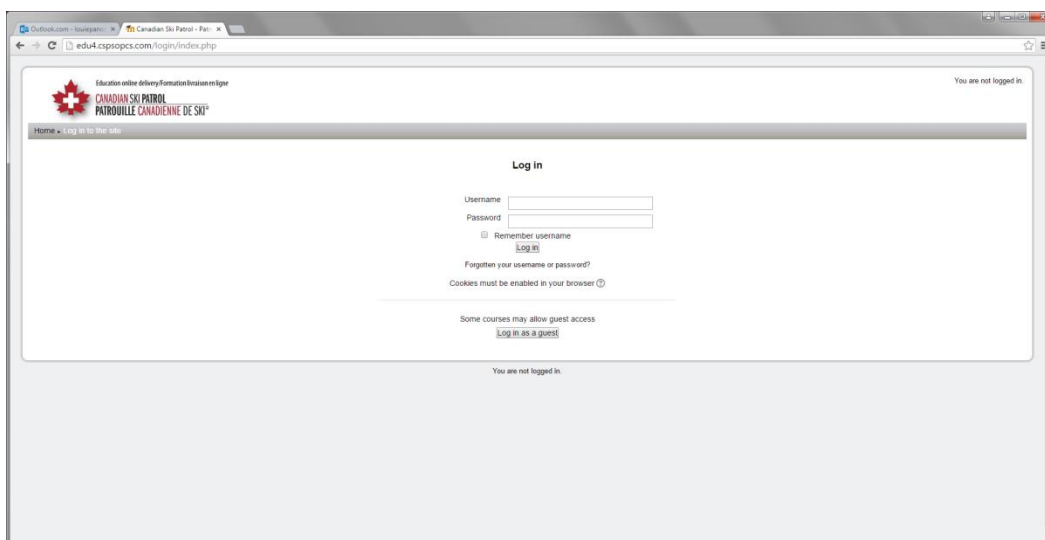 Outlook.com - louiepanc
Canadian Ski Patrol - Patr
edu4.cspsopcs.com/login/index.php
Education online delivery/Formation livraison en ligne
You are not logged in.
CANADIAN SKI PATROL
PATROUILLE CANADIENNE DE SKI
Home ► Log in to the site
Log in
Username
Password
Remember username
Log in
Forgotten your username or password?
Cookies must be enabled in your browser
Some courses may allow guest access
Log in as a guest
You are not logged in.